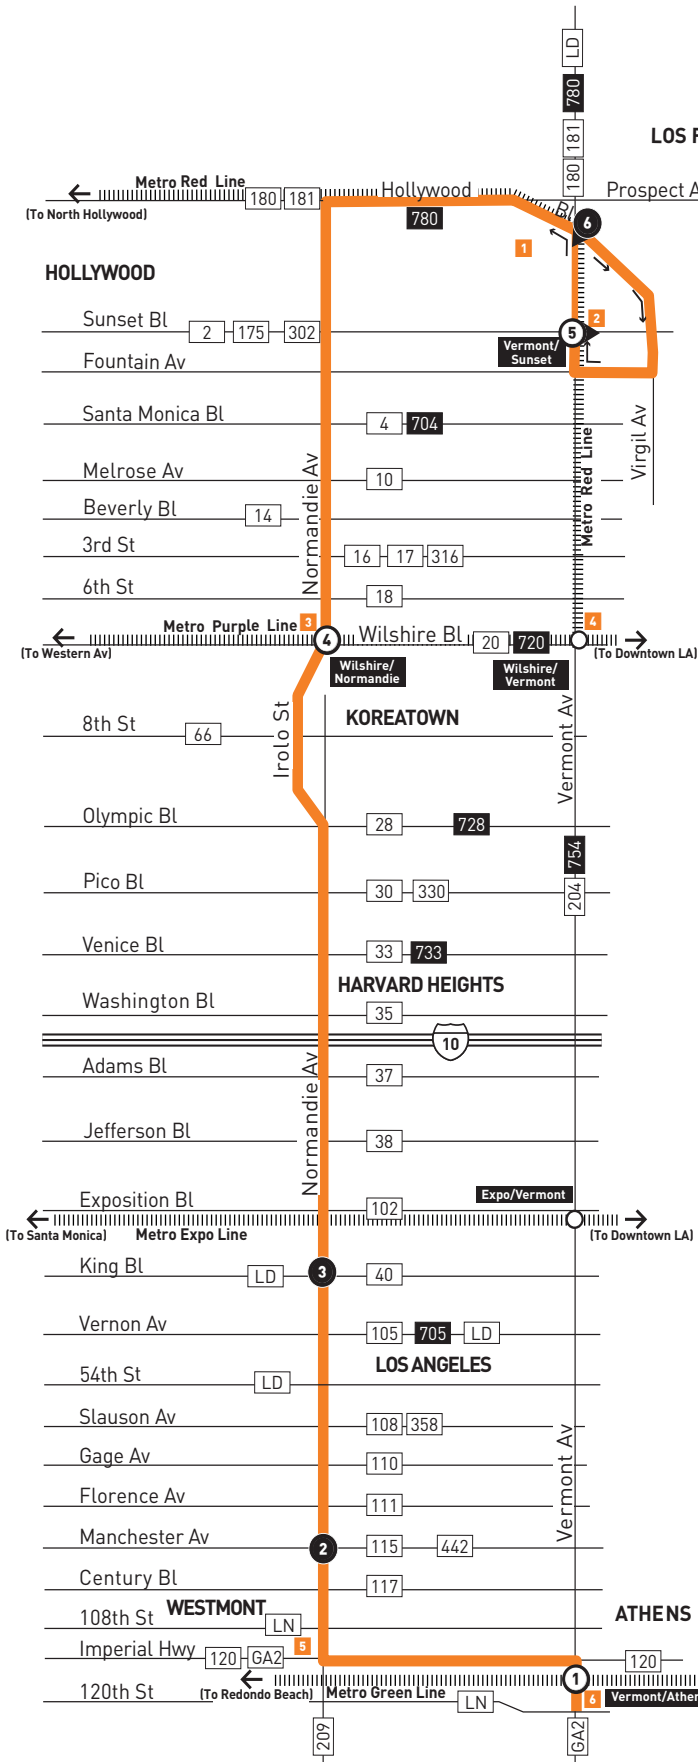 LD
780
181
180
LOS F
Metro Red Line
180 181
Hollywood
Bl
Prospect A
(To North Hollywood)
780
6
1
HOLLYWOOD
Sunset Bl
2 175 302
5
2
Vermont/
Sunset
Fountain Av
Santa Monica Bl
4 704
Metro Red Line
Virgil Av
Melrose Av
10
Normandie Av
Beverly Bl
14
3rd St
16 17 316
6th St
18
Metro Purple Line
3
4
Wilshire Bl
20 720
4
(To Western Av)
(To Downtown LA)
Wilshire/
Normandie
Wilshire/
Vermont
KOREATOWN
8th St
66
Irolo St
Vermont Av
Olympic Bl
28 728
754
204
Pico Bl
30 330
Venice Bl
33 733
HARVARD HEIGHTS
Washington Bl
35
10
Adams Bl
37
Normandie Av
Jefferson Bl
38
Exposition Bl
102
Expo/Vermont
(To Santa Monica)
Metro Expo Line
(To Downtown LA)
King Bl
LD
3
40
Vernon Av
105 705 LD
LOS ANGELES
54th St
LD
Slauson Av
108 358
Vermont Av
Gage Av
110
Florence Av
111
Manchester Av
2
115 442
Century Bl
117
WESTMONT
108th St
LN
ATHENS
Imperial Hwy
120 GA2
5
120
1
120th St
(To Redondo Beach)
Metro Green Line
LN
6
Vermont/Ather
209
GA2